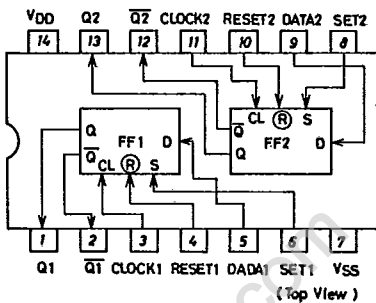 VDD Q2 Q2 CLOCK2 RESET2 DATA2 SET2
14 13 12 11 10 9 8
CL R S
Q
Q FF2 D
Q FF1 D
Q CL R S
1 2 3 4 5 6 7
Q1 Q1 CLOCK1 RESET1 DADA1 SET1 VSS
(Top View)
com